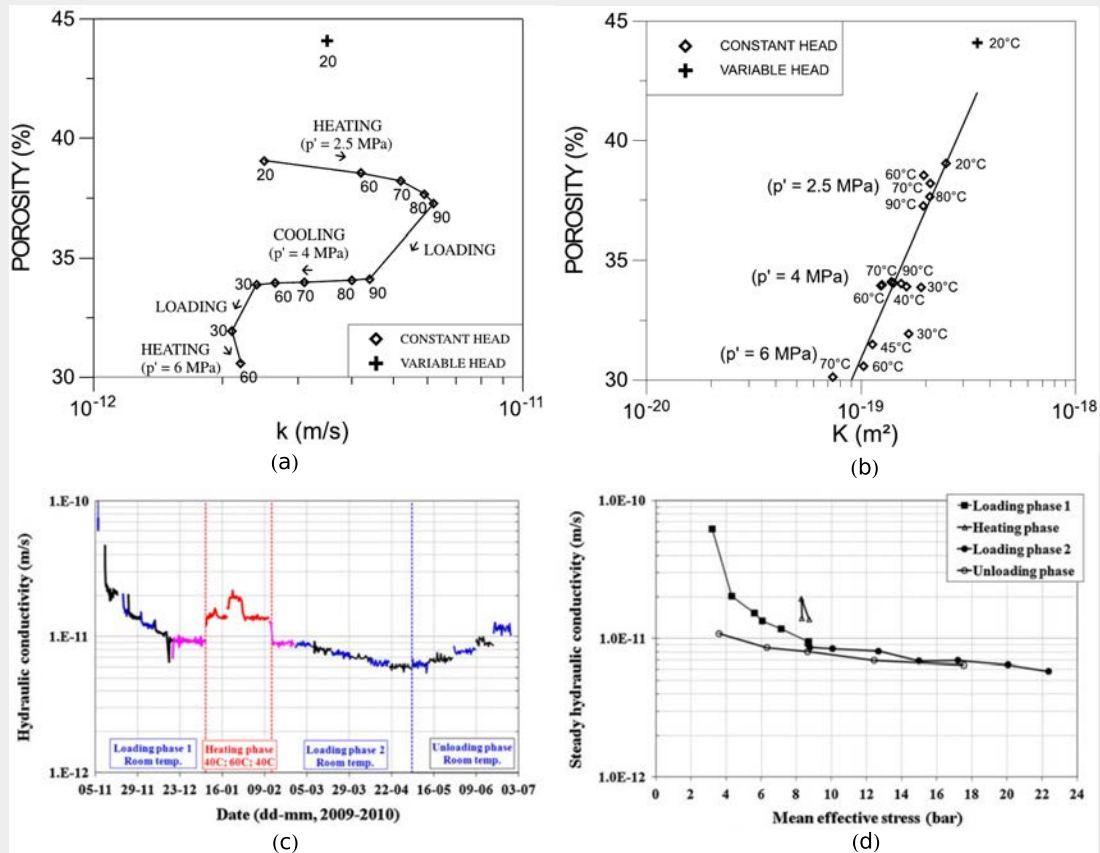 45
40
35
30
POROSITY (%)
20
HEATING
(p' = 2.5 MPa)
20
60
70
80
90
COOLING
(p' = 4 MPa)
LOADING
30
60
70
80
90
LOADING
30
HEATING
(p' = 6 MPa)
60
CONSTANT HEAD
VARIABLE HEAD
10-12
10-11
k (m/s)
(a)
45
40
35
30
POROSITY (%)
CONSTANT HEAD
VARIABLE HEAD
20°C
20°C
60°C
(p' = 2.5 MPa)
70°C
80°C
90°C
70°C
90°C
(p' = 4 MPa)
60°C
40°C
30°C
30°C
45°C
(p' = 6 MPa)
70°C
60°C
10-20
10-19
10-18
K (m²)
(b)
1.E-10
1.E-11
1.E-12
Hydraulic conductivity (m/s)
Loading phase 1
Room temp.
Heating phase
40C; 60C; 40C
Loading phase 2
Room temp.
Unloading phase
Room temp.
05-11 29-11 23-12 16-01 09-02 05-03 29-03 22-04 16-05 09-06 03-07
Date (dd-mm, 2009-2010)
(c)
1.0E-10
1.0E-11
1.0E-12
Steady hydraulic conductivity (m/s)
Loading phase 1
Heating phase
Loading phase 2
Unloading phase
0 2 4 6 8 10 12 14 16 18 20 22 24
Mean effective stress (bar)
(d)